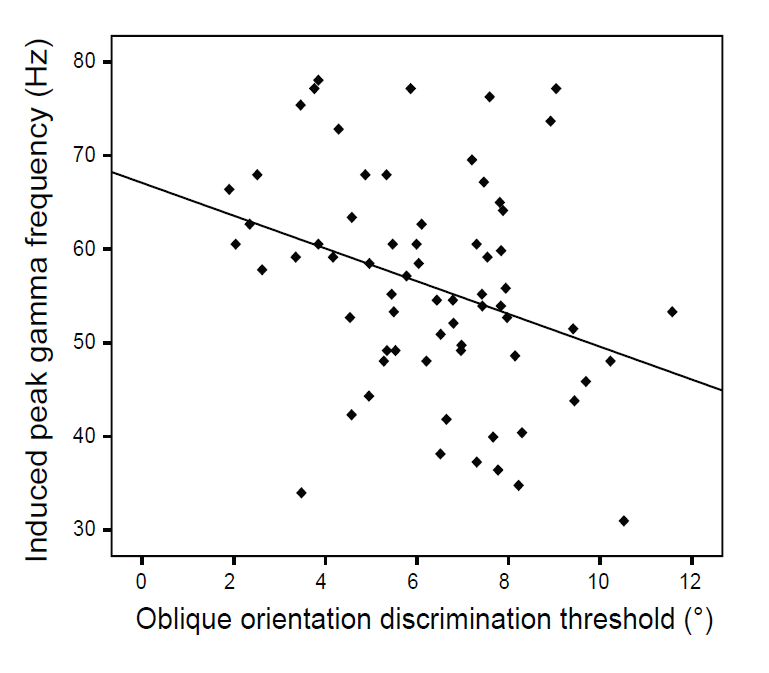 Induced peak gamma frequency (Hz)
80
70
60
50
40
30
0 2 4 6 8 10 12
Oblique orientation discrimination threshold (°)